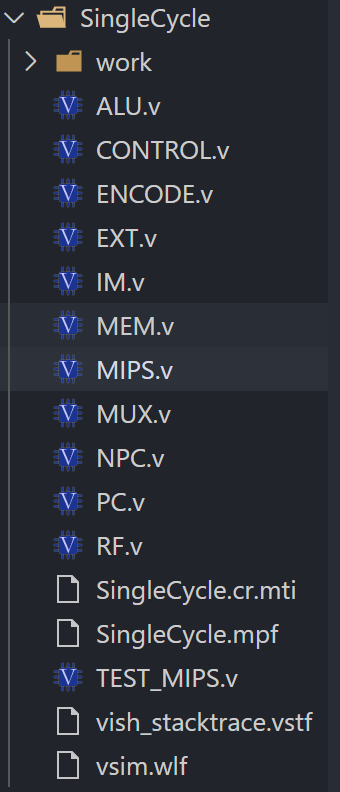 SingleCycle
work
ALU.v
CONTROL.v
ENCODE.v
EXT.v
IM.v
MEM.v
MIPS.v
MUX.v
NPC.v
PC.v
RF.v
SingleCycle.cr.mti
SingleCycle.mpf
TEST_MIPS.v
vish_stacktrace.vstf
vsim.wlf